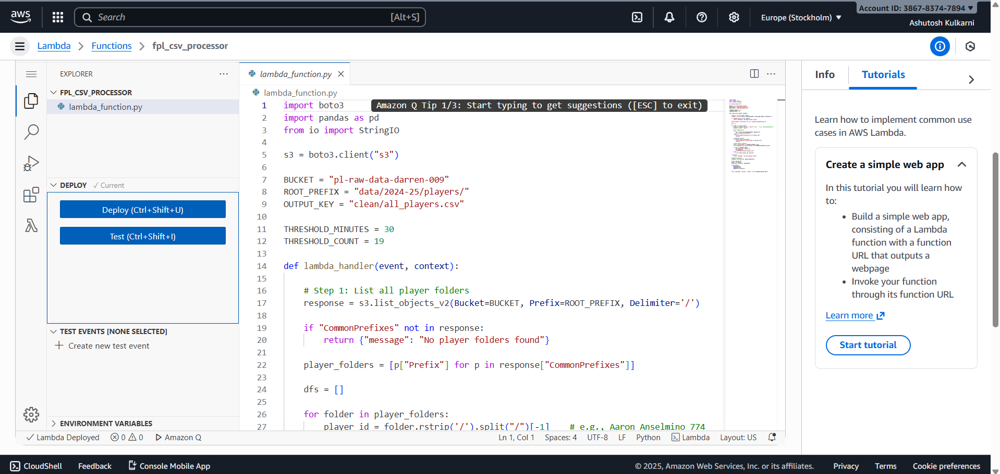 aws
Search
[Alt+S]
Europe (Stockholm)
Account ID: 3867-8374-7894
Ashutosh Kulkarni
Lambda
Functions
fpl_csv_processor
EXPLORER
FPL_CSV_PROCESSOR
lambda_function.py
DEPLOY
Current
Deploy (Ctrl+Shift+U)
Test (Ctrl+Shift+I)
TEST EVENTS [NONE SELECTED]
Create new test event
ENVIRONMENT VARIABLES
lambda_function.py
lambda_function.py
1 import boto3 Amazon Q Tip 1/3: Start typing to get suggestions ([ESC] to exit)
2 import pandas as pd
3 from io import StringIO
4
5 s3 = boto3.client("s3")
6
7 BUCKET = "pl-raw-data-darren-009"
8 ROOT_PREFIX = "data/2024-25/players/"
9 OUTPUT_KEY = "clean/all_players.csv"
10
11 THRESHOLD_MINUTES = 30
12 THRESHOLD_COUNT = 19
13
14 def lambda_handler(event, context):
15
16 # Step 1: List all player folders
17 response = s3.list_objects_v2(Bucket=BUCKET, Prefix=ROOT_PREFIX, Delimiter='/')
18
19 if "CommonPrefixes" not in response:
20 return {"message": "No player folders found"}
21
22 player_folders = [p["Prefix"] for p in response["CommonPrefixes"]]
23
24 dfs = []
25
26 for folder in player_folders:
27 player_id = folder.rstrip('/').split("/")[-1] # e.g., Aaron_Anselmino_774
Lambda Deployed
0
0
Amazon Q
Ln 1, Col 1
Spaces: 4
UTF-8
LF
Python
Lambda
Layout: US
Info
Tutorials
Learn how to implement common use
cases in AWS Lambda.
Create a simple web app
In this tutorial you will learn how
to:
• Build a simple web app,
consisting of a Lambda
function with a function
URL that outputs a
webpage
• Invoke your function
through its function URL
Learn more
Start tutorial
CloudShell
Feedback
Console Mobile App
© 2025, Amazon Web Services, Inc. or its affiliates.
Privacy
Terms
Cookie preferences